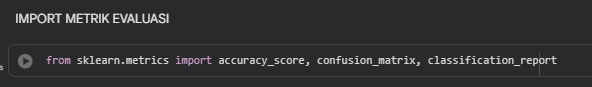 IMPORT METRIK EVALUASI
s
from sklearn.metrics import accuracy_score, confusion_matrix, classification_report